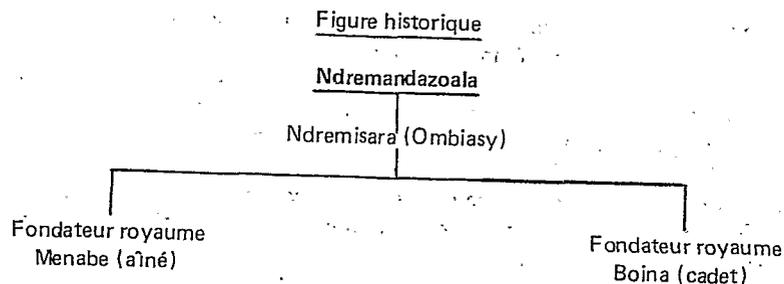 Figure historique
Ndremandazoala
Ndremisara (Ombiasy)
Fondateur royaume
Menabe (aîné)
Fondateur royaume
Boina (cadet)